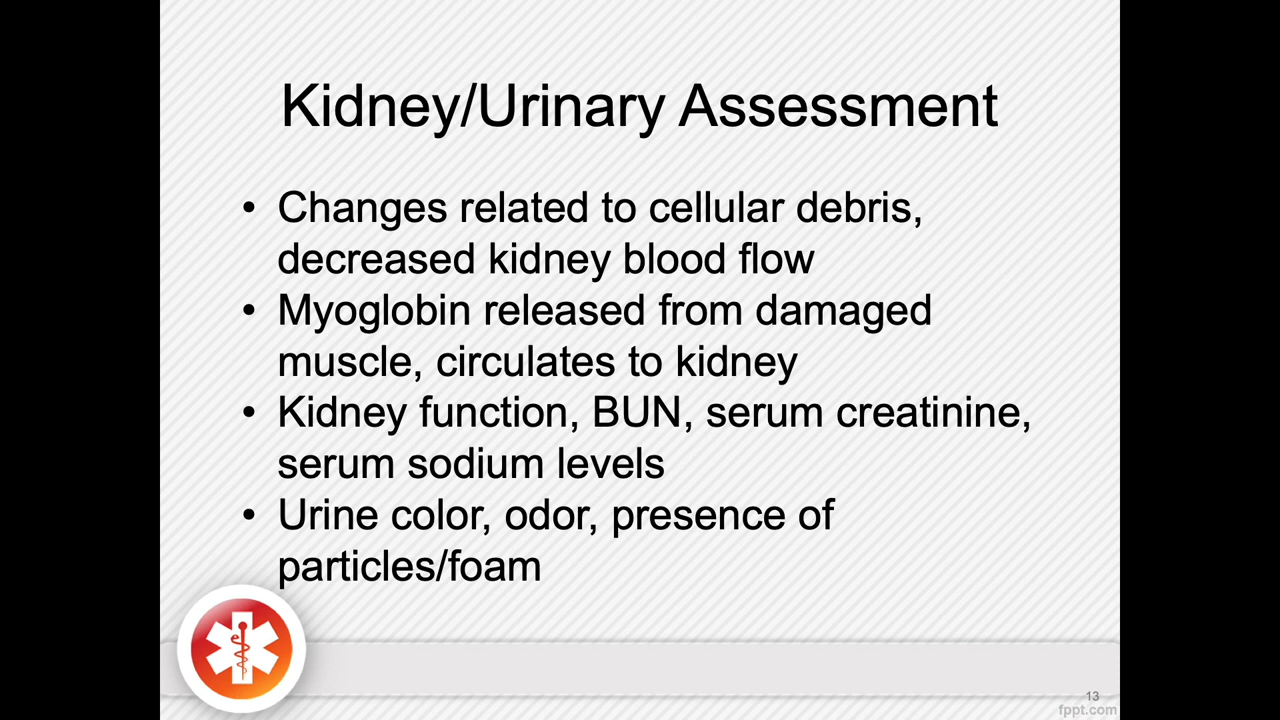 Kidney/Urinary Assessment
• Changes related to cellular debris,
decreased kidney blood flow
• Myoglobin released from damaged
muscle, circulates to kidney
• Kidney function, BUN, serum creatinine,
serum sodium levels
• Urine color, odor, presence of
particles/foam
13
fppt.com